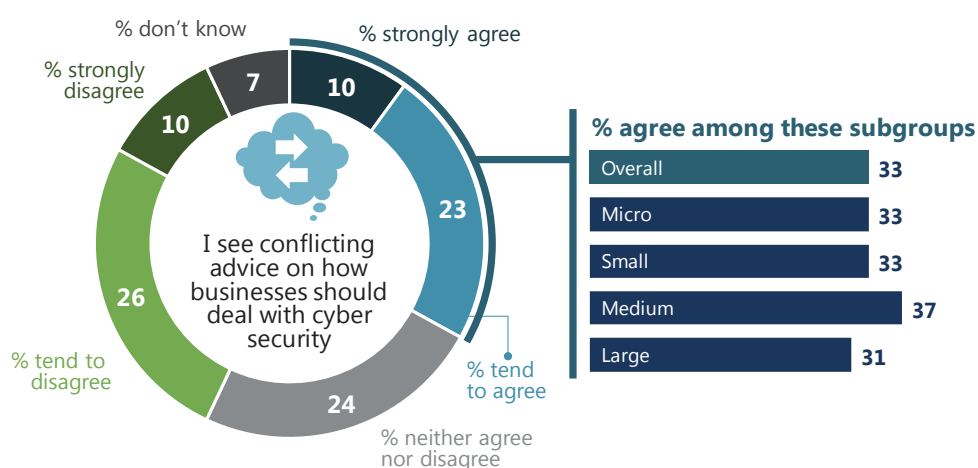 % don't know
% strongly agree
% strongly
disagree
7
10
10
23
I see conflicting
advice on how
businesses should
deal with cyber
security
26
24
% tend to
disagree
% tend
to agree
% neither agree
nor disagree
% agree among these subgroups
Overall 33
Micro 33
Small 33
Medium 37
Large 31